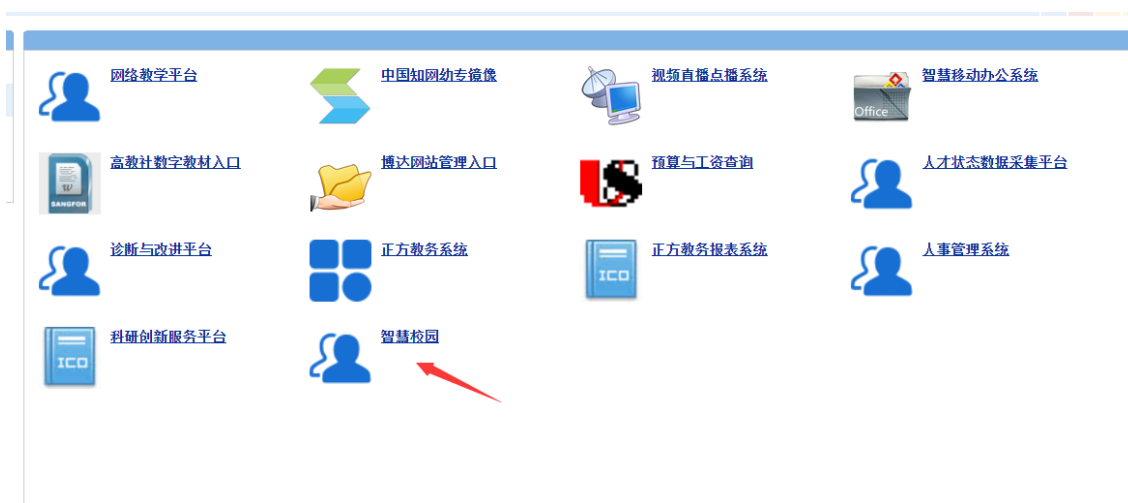 网络教学平台
中国知网幼专镜像
视频直播点播系统
Office
智慧移动办公系统
W
SANGFOR
高教社数字教材入口
博达网站管理入口
预算与工资查询
人才状态数据采集平台
诊断与改进平台
正方教务系统
ICO
正方教务报表系统
人事管理系统
ICO
科研创新服务平台
智慧校园